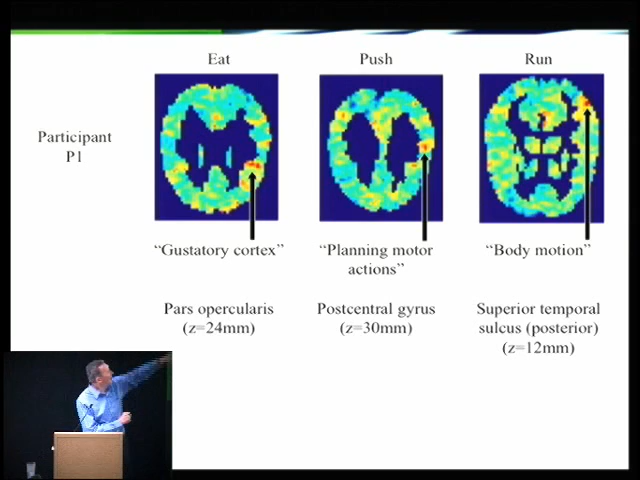 Eat
Push
Run
Participant
P1
“Gustatory cortex”
“Planning motor
actions”
“Body motion”
Pars opercularis
(z=24mm)
Postcentral gyrus
(z=30mm)
Superior temporal
sulcus (posterior)
(z=12mm)